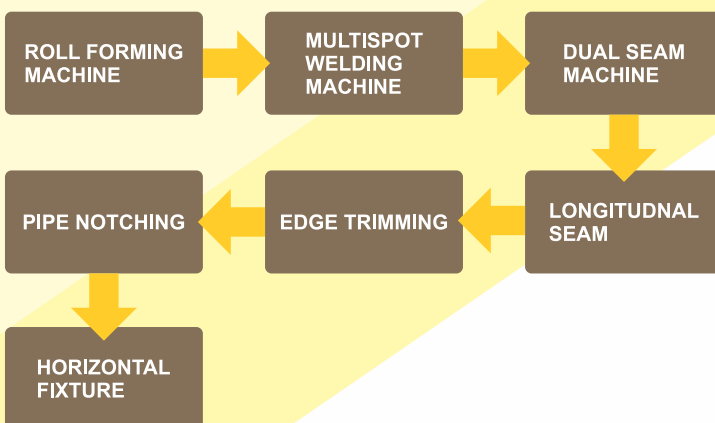 ROLL FORMING
MACHINE
MULTISPOT
WELDING
MACHINE
DUAL SEAM
MACHINE
LONGITUDNAL
SEAM
EDGE TRIMMING
PIPE NOTCHING
HORIZONTAL
FIXTURE